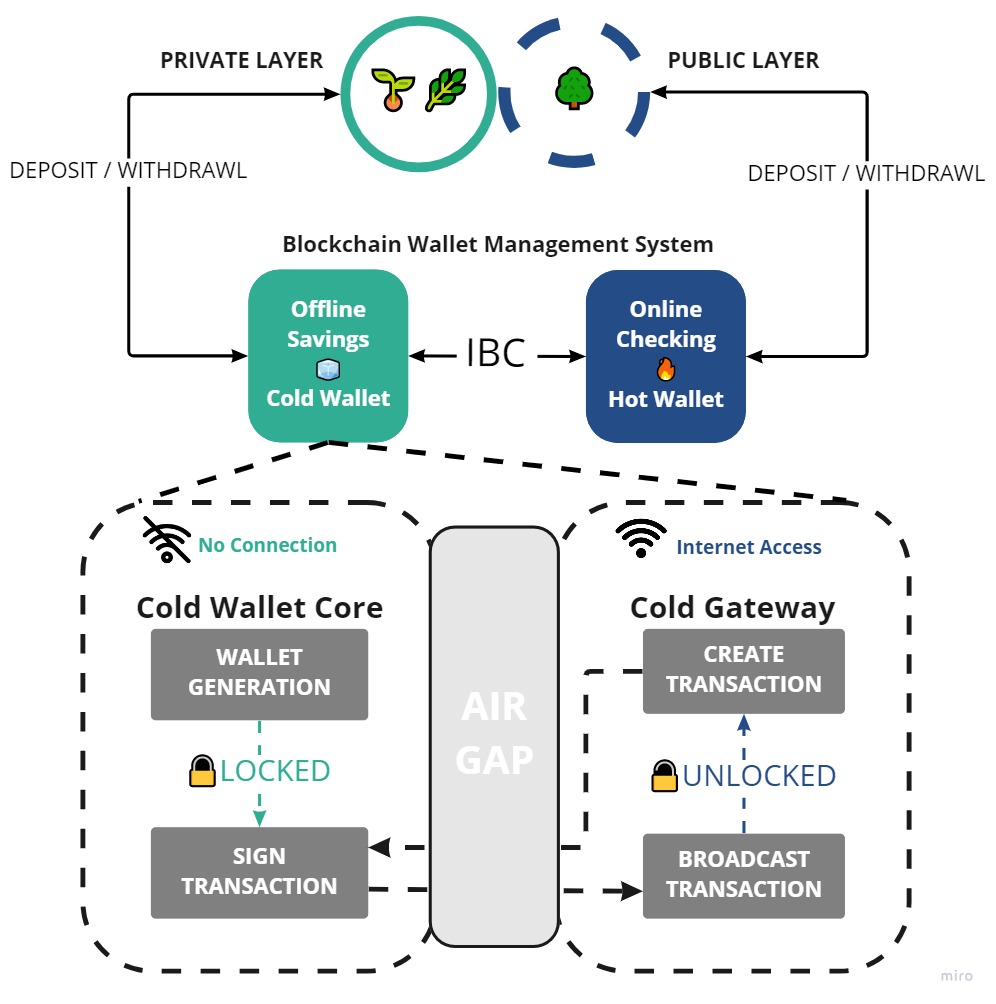 PRIVATE LAYER
PUBLIC LAYER
DEPOSIT / WITHDRAWL
DEPOSIT / WITHDRAWL
Blockchain Wallet Management System
Offline
Savings
Cold Wallet
IBC
Online
Checking
Hot Wallet
No Connection
Internet Access
Cold Wallet Core
Cold Gateway
WALLET
GENERATION
CREATE
TRANSACTION
AIR
GAP
LOCKED
UNLOCKED
SIGN
TRANSACTION
BROADCAST
TRANSACTION
miro